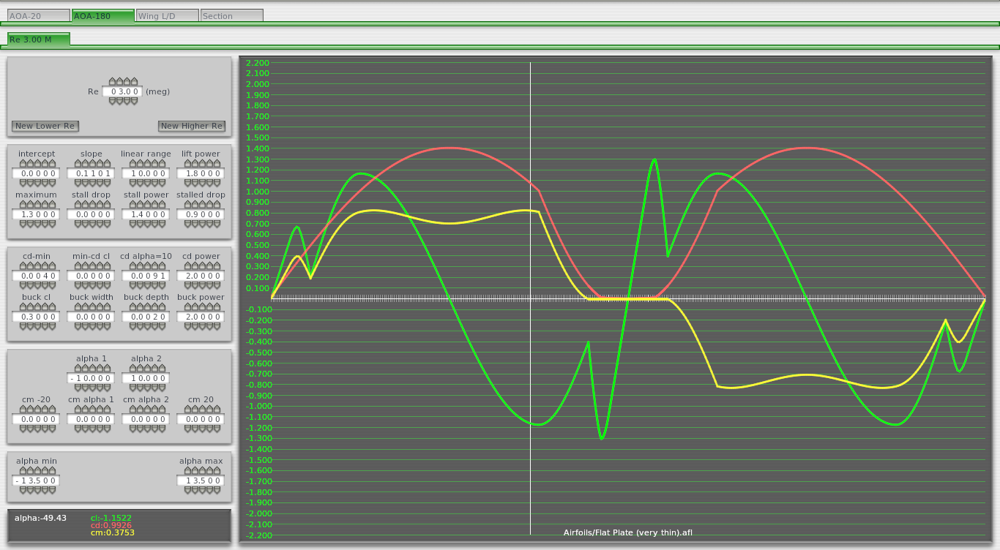 AOA-20 AOA-180 Wing L/D Section
Re 3.00 M
Re 0 3.0 0 (meg)
New Lower Re New Higher Re
intercept slope linear range lift power
0.0 0 0 0 0.1 1 0 1 1 0.0 0 0 1.8 0 0 0
maximum stall drop stall power stalled drop
1.3 0 0 0 0.0 0 0 0 1.4 0 0 0 0.9 0 0 0
cd-min min-cd cl cd alpha=10 cd power
0.0 0 4 0 0.0 0 0 0 0.0 0 9 1 2.0 0 0 0
buck cl buck width buck depth buck power
0.3 0 0 0 0.0 0 0 0 0.0 0 2 0 2.0 0 0 0
alpha 1 alpha 2
- 1 0.0 0 0 1 0.0 0 0
cm -20 cm alpha 1 cm alpha 2 cm 20
0.0 0 0 0 0.0 0 0 0 0.0 0 0 0 0.0 0 0 0
alpha min alpha max
- 1 3.5 0 0 1 3.5 0 0
alpha:-49.43 cl:-1.1522
cd:0.9926
cm:0.3753
2.200
2.100
2.000
1.900
1.800
1.700
1.600
1.500
1.400
1.300
1.200
1.100
1.000
0.900
0.800
0.700
0.600
0.500
0.400
0.300
0.200
0.100
-0.100
-0.200
-0.300
-0.400
-0.500
-0.600
-0.700
-0.800
-0.900
-1.000
-1.100
-1.200
-1.300
-1.400
-1.500
-1.600
-1.700
-1.800
-1.900
-2.000
-2.100
-2.200
Airfoils/Flat Plate (very thin).afl